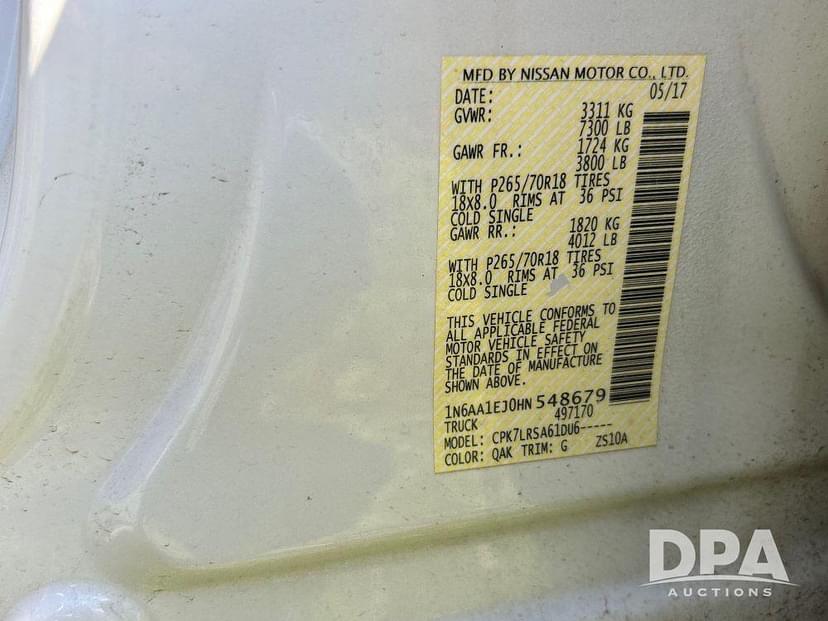 MFD BY NISSAN MOTOR CO., LTD.
DATE: 05/17
GVWR: 3311 KG
7300 LB
GAWR FR.: 1724 KG
3800 LB
WITH P265/70R18 TIRES
18x8.0 RIMS AT 36 PSI
COLD SINGLE
GAWR RR.: 1820 KG
4012 LB
WITH P265/70R18 TIRES
18x8.0 RIMS AT 36 PSI
COLD SINGLE
THIS VEHICLE CONFORMS TO
ALL APPLICABLE FEDERAL
MOTOR VEHICLE SAFETY
STANDARDS IN EFFECT ON
THE DATE OF MANUFACTURE
SHOWN ABOVE.
1N6AA1EJ0HN548679
TRUCK 497170
MODEL: CPK7LRSA61DU6-----
COLOR: QAK TRIM: G ZS10A
DPA
AUCTIONS